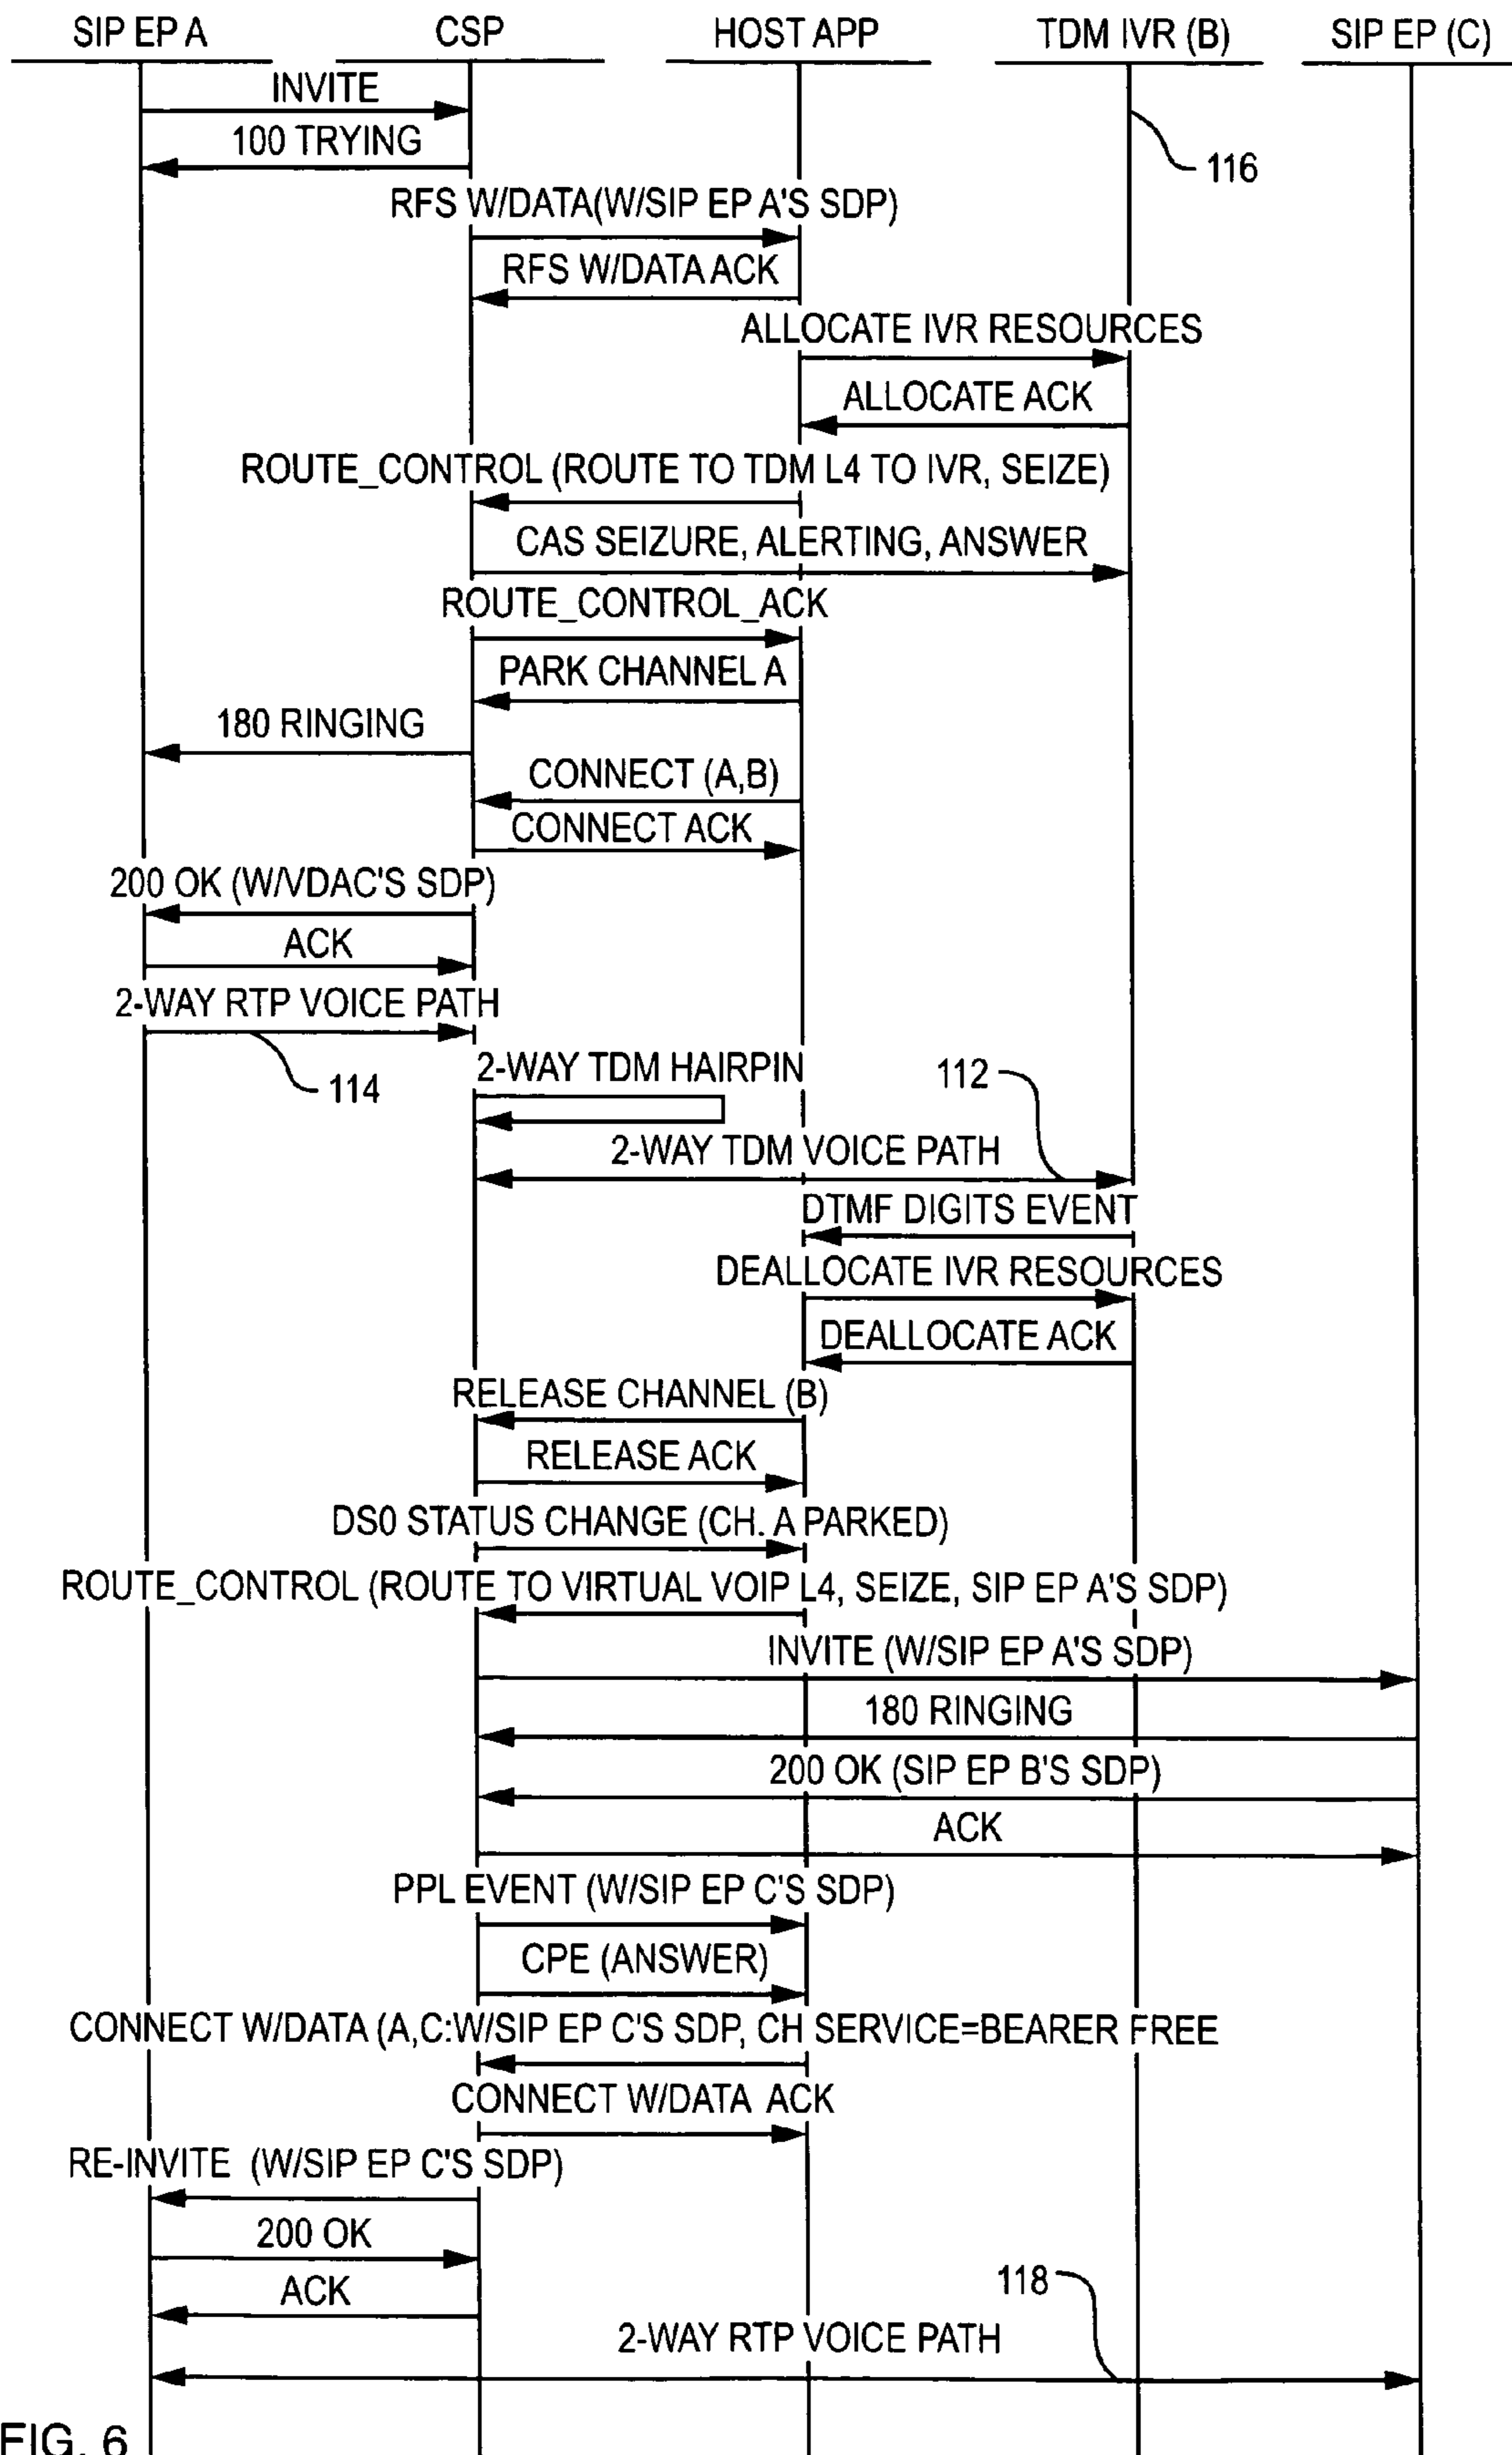 SIP EP A CSP HOST APP TDM IVR (B) SIP EP (C)
INVITE
100 TRYING
116
RFS W/DATA(W/SIP EP A'S SDP)
RFS W/DATA ACK
ALLOCATE IVR RESOURCES
ALLOCATE ACK
ROUTE_CONTROL (ROUTE TO TDM L4 TO IVR, SEIZE)
CAS SEIZURE, ALERTING, ANSWER
ROUTE_CONTROL_ACK
PARK CHANNEL A
180 RINGING
CONNECT (A,B)
CONNECT ACK
200 OK (W/VDAC'S SDP)
ACK
2-WAY RTP VOICE PATH
114
2-WAY TDM HAIRPIN
112
2-WAY TDM VOICE PATH
DTMF DIGITS EVENT
DEALLOCATE IVR RESOURCES
DEALLOCATE ACK
RELEASE CHANNEL (B)
RELEASE ACK
DS0 STATUS CHANGE (CH. A PARKED)
ROUTE_CONTROL (ROUTE TO VIRTUAL VOIP L4, SEIZE, SIP EP A'S SDP)
INVITE (W/SIP EP A'S SDP)
180 RINGING
200 OK (SIP EP B'S SDP)
ACK
PPL EVENT (W/SIP EP C'S SDP)
CPE (ANSWER)
CONNECT W/DATA (A,C:W/SIP EP C'S SDP, CH SERVICE=BEARER FREE
CONNECT W/DATA ACK
RE-INVITE (W/SIP EP C'S SDP)
200 OK
ACK
118
2-WAY RTP VOICE PATH
FIG. 6